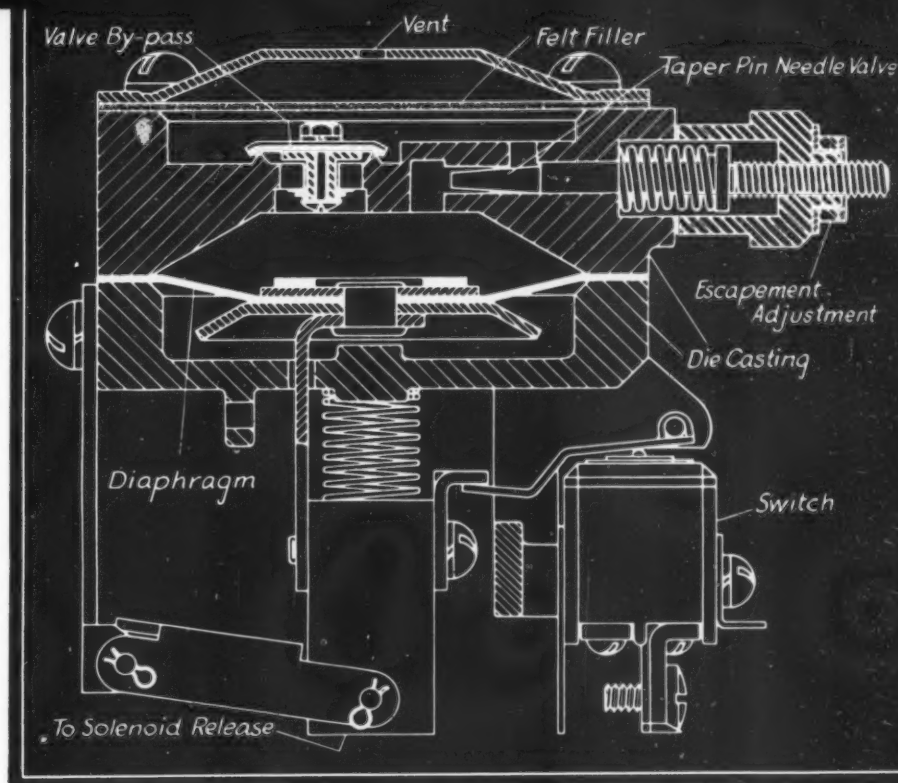 Vent
Valve By-pass
Felt Filler
Taper Pin Needle Valve
Escapement
Adjustment
Die Casting
Diaphragm
Switch
To Solenoid Release